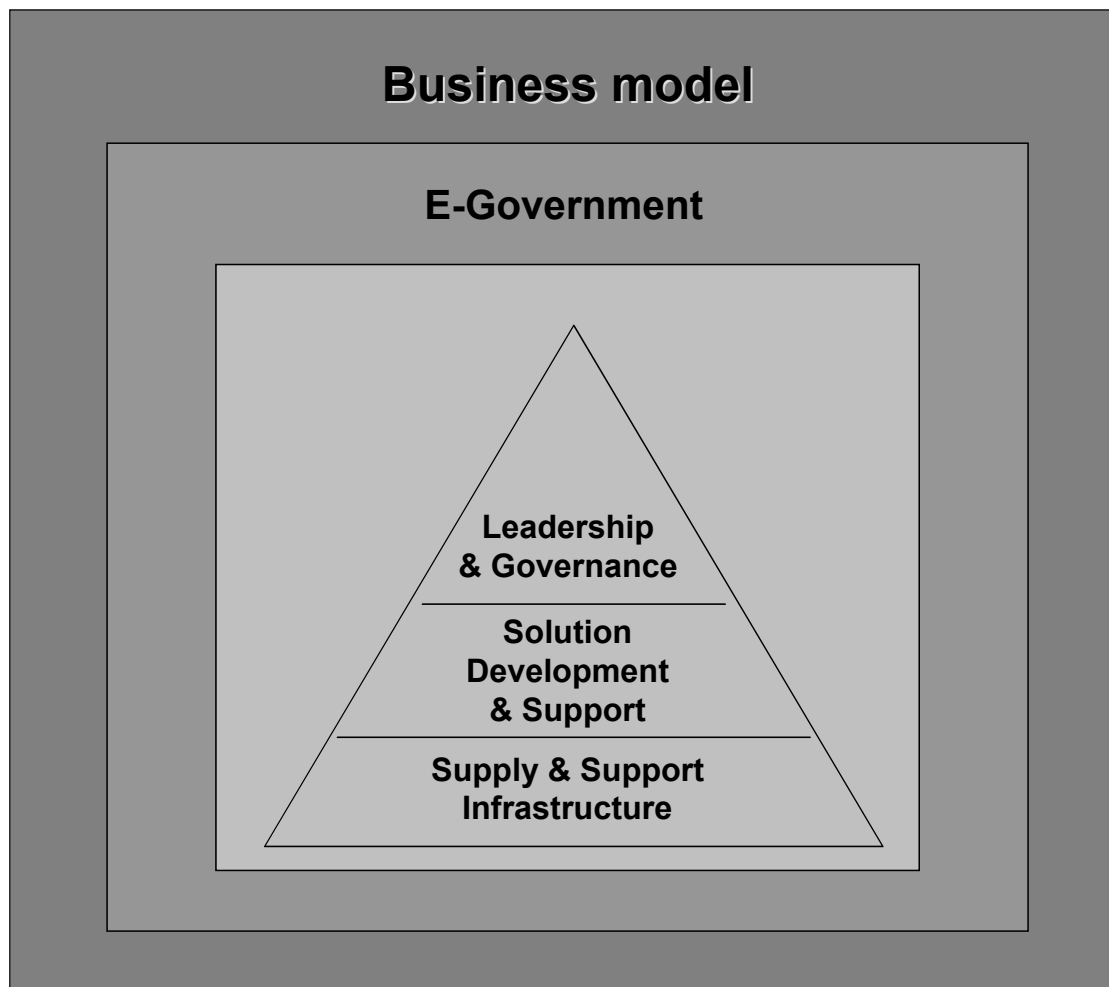 Business model
E-Government
Leadership
& Governance
Solution
Development
& Support
Supply & Support
Infrastructure